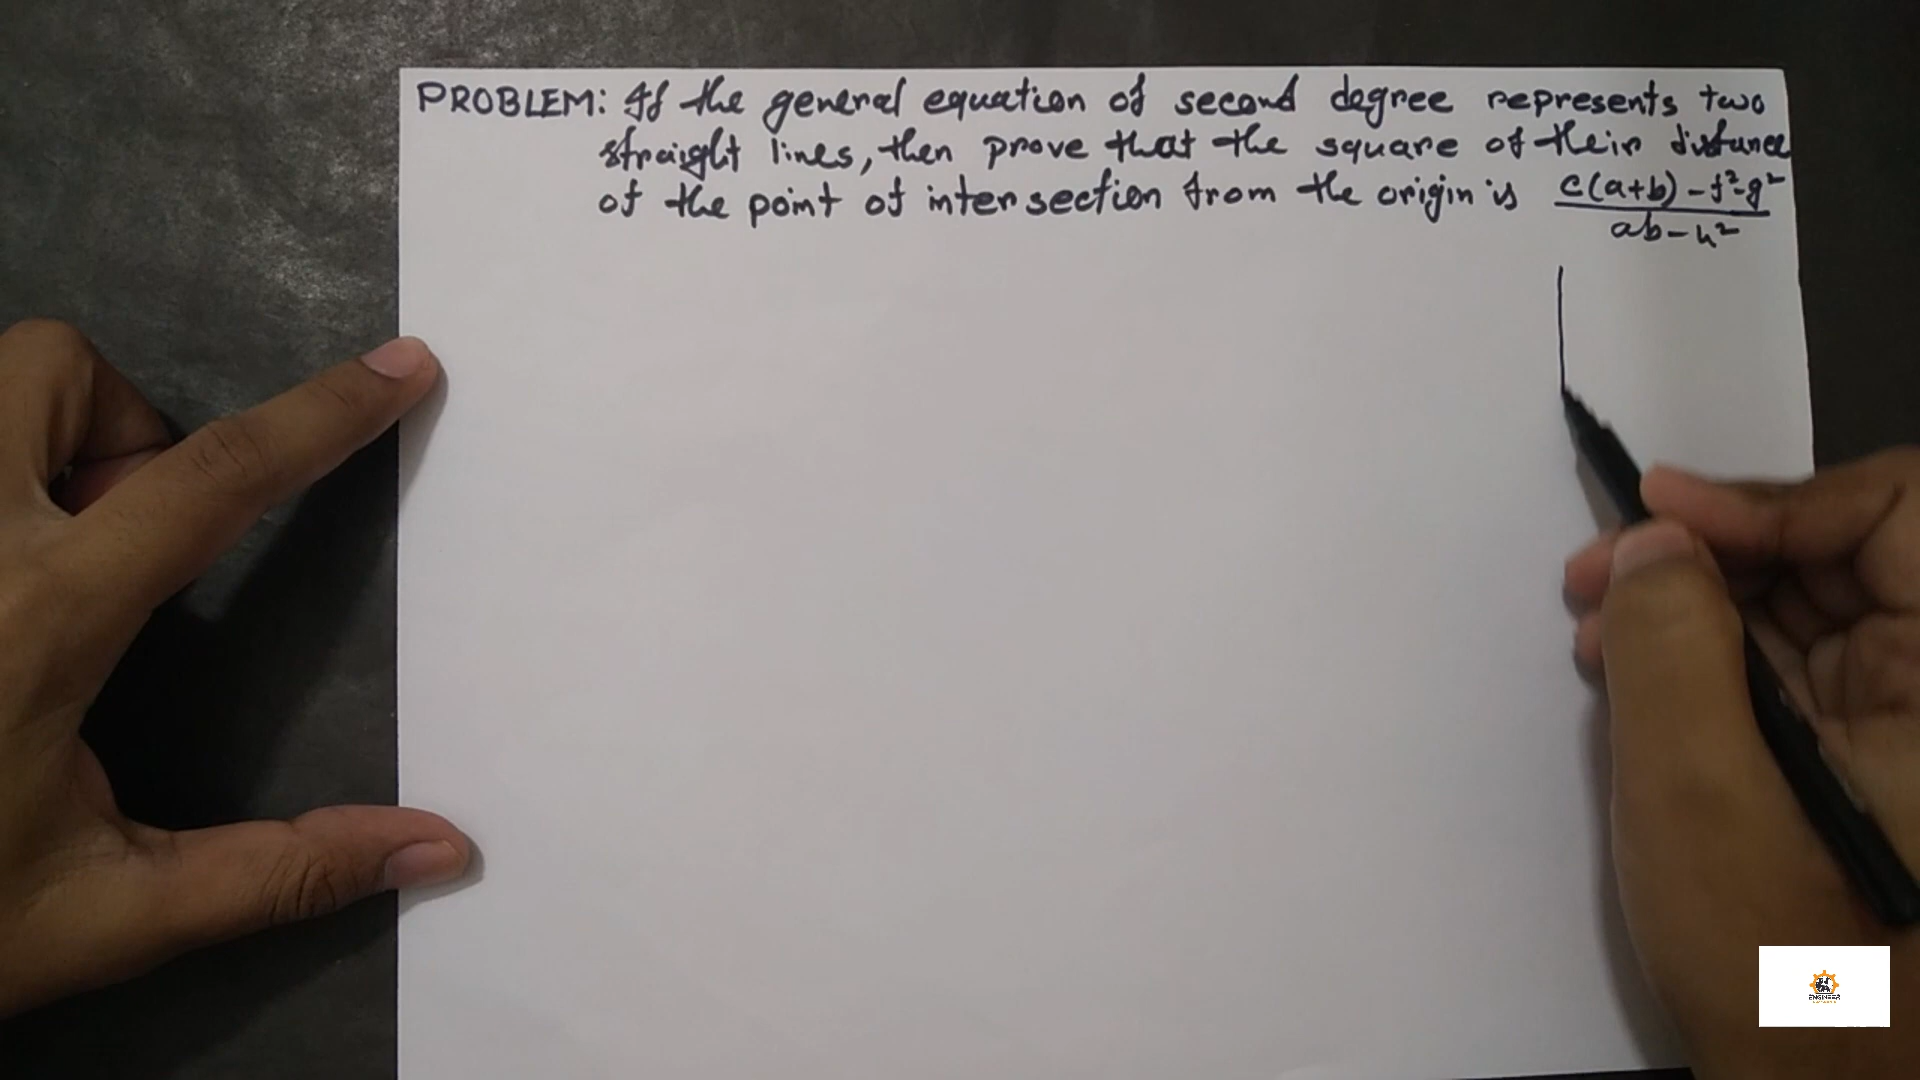 PROBLEM: If the general equation of second degree represents two
straight lines, then prove that the square of their distance
of the point of intersection from the origin is c(a+b) - f²-g²
ab - h²
ENGINEER